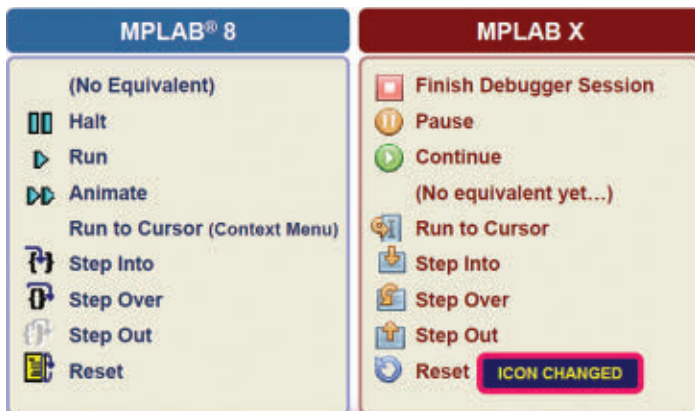 MPLAB® 8
(No Equivalent)
Halt
Run
Animate
Run to Cursor (Context Menu)
Step Into
Step Over
Step Out
Reset
MPLAB X
Finish Debugger Session
Pause
Continue
(No equivalent yet...)
Run to Cursor
Step Into
Step Over
Step Out
Reset ICON CHANGED